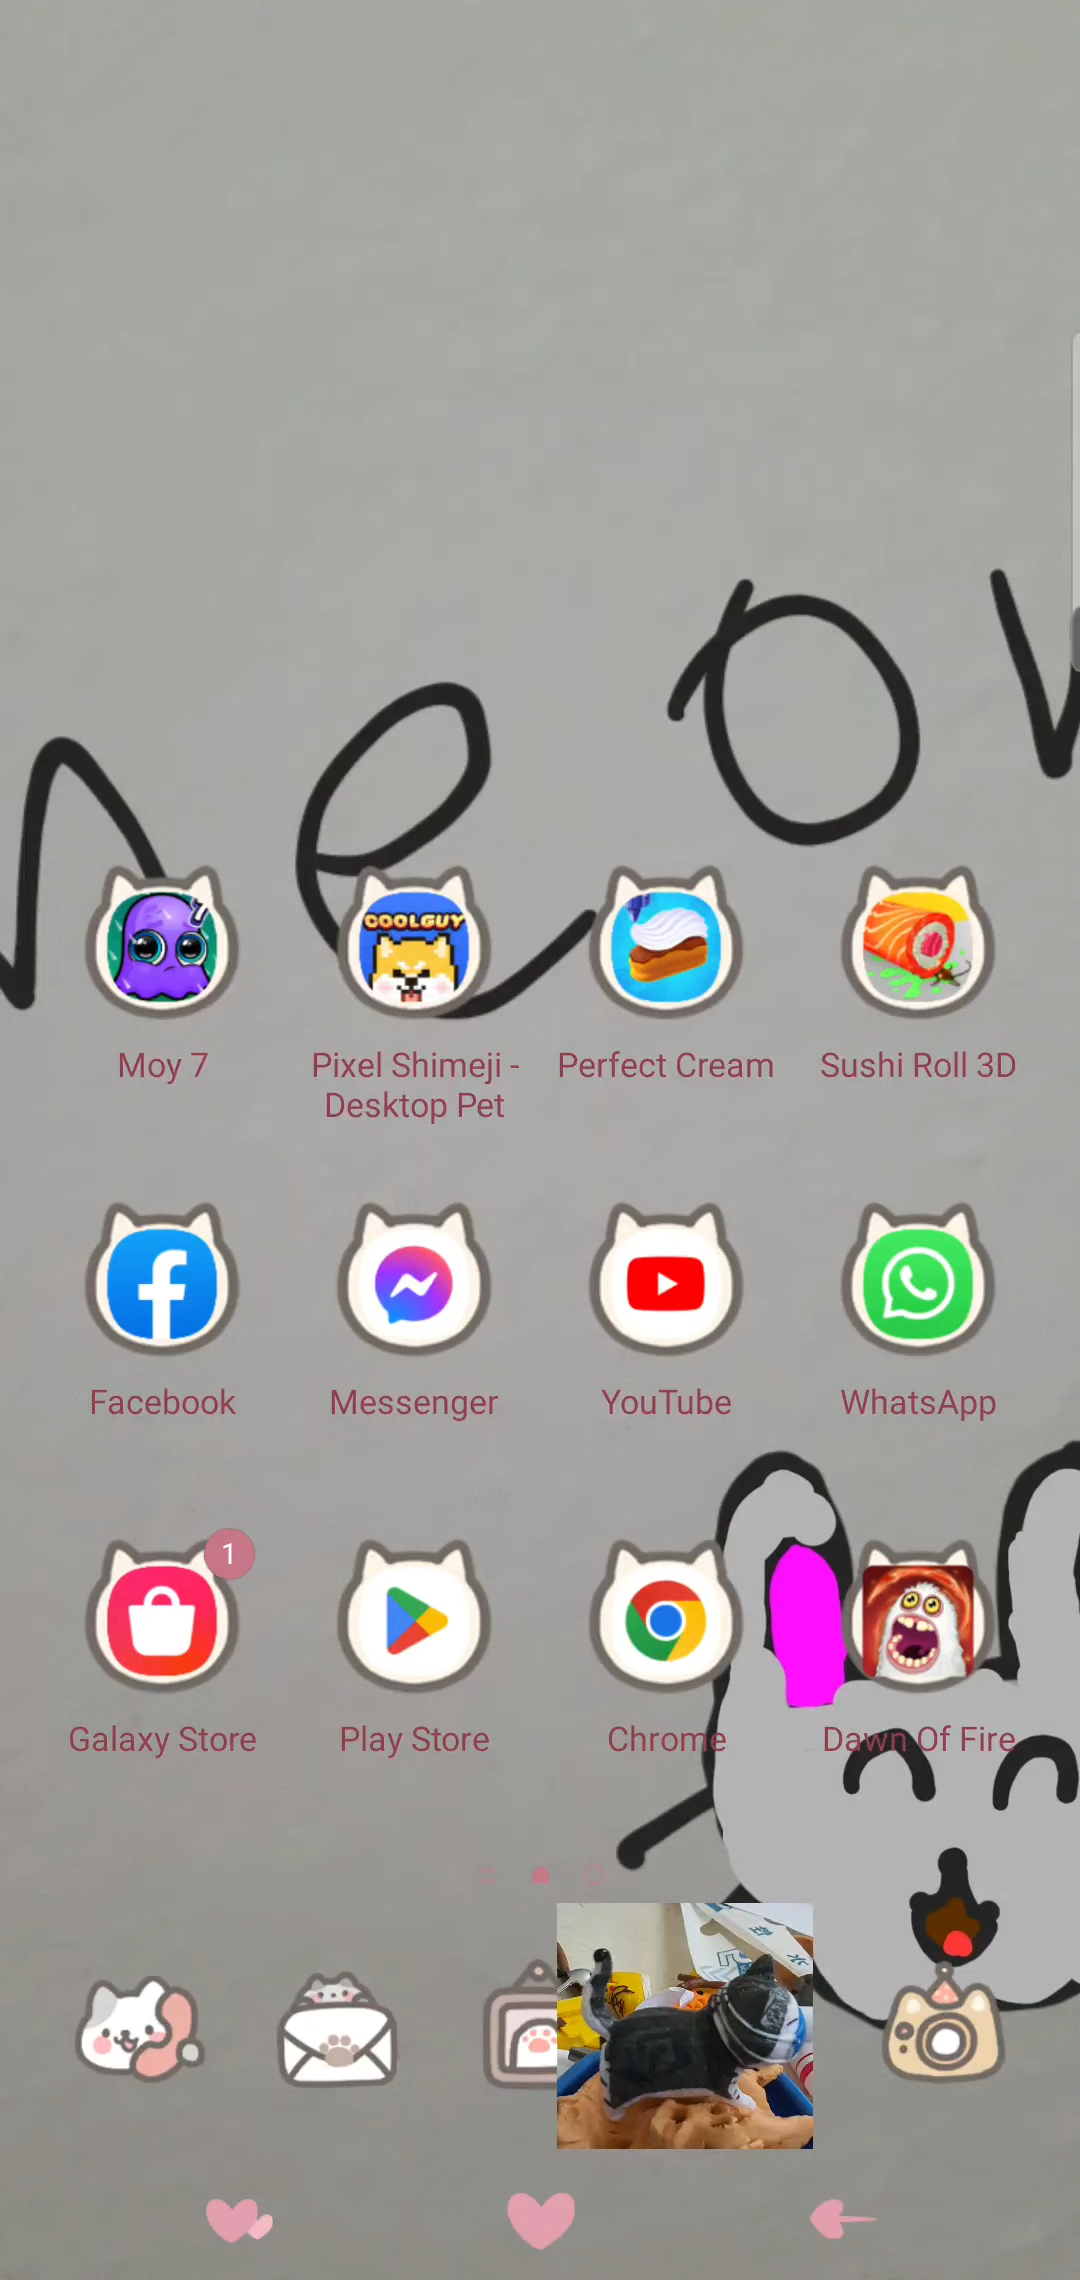 meow
COOLGUY
Moy 7
Pixel Shimeji -
Desktop Pet
Perfect Cream
Sushi Roll 3D
Facebook
Messenger
YouTube
WhatsApp
1
Galaxy Store
Play Store
Chrome
Dawn Of Fire